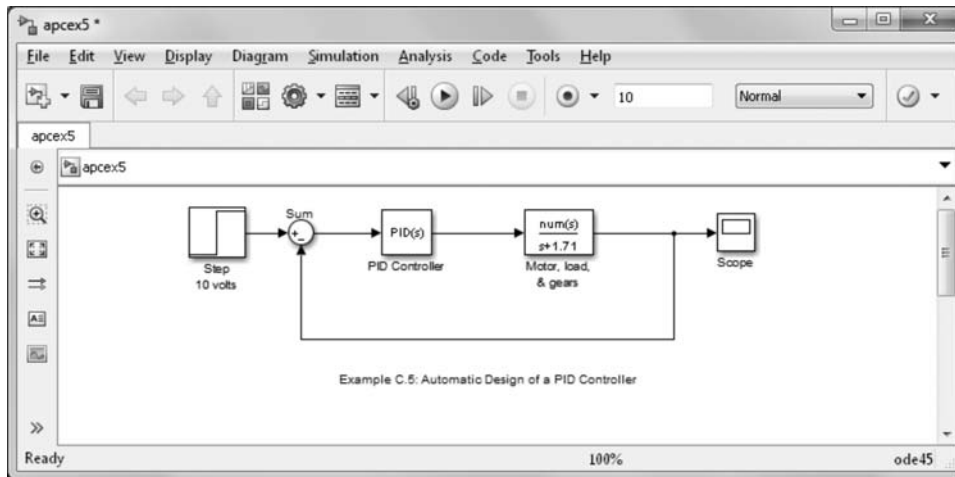 apcex5 *
File Edit View Display Diagram Simulation Analysis Code Tools Help
10 Normal
apcex5
apcex5
Sum
+
−
PID(s)
num(s)
s+1.71
Step
10 volts
PID Controller
Motor, load,
& gears
Scope
Example C.5: Automatic Design of a PID Controller
Ready 100% ode45